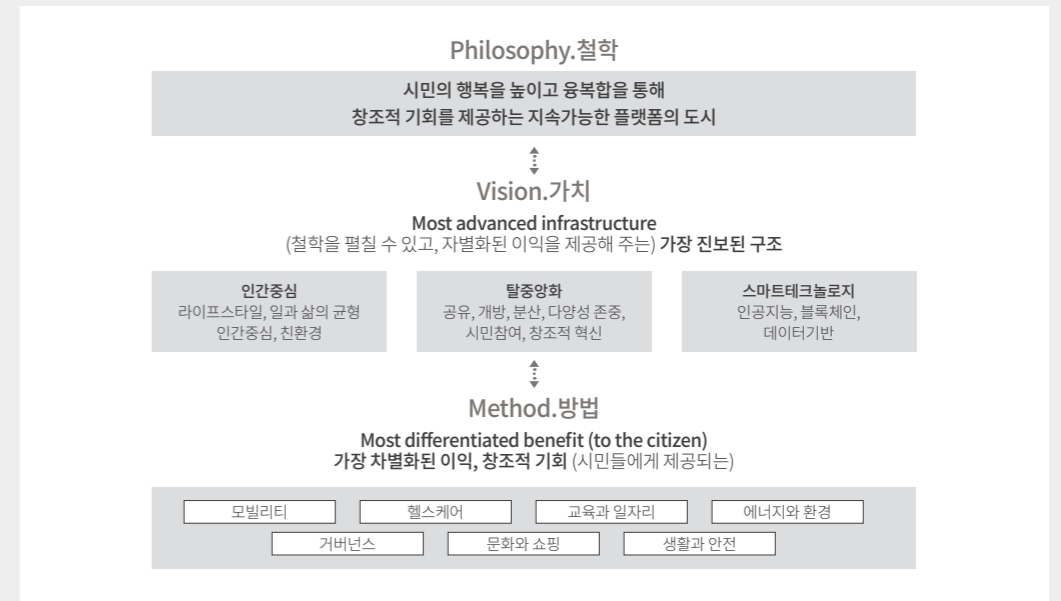 Philosophy.철학
시민의 행복을 높이고 융복합을 통해
창조적 기회를 제공하는 지속가능한 플랫폼의 도시
Vision.가치
Most advanced infrastructure
(철학을 펼칠 수 있고, 자별화된 이익을 제공해 주는) 가장 진보된 구조
인간중심
라이프스타일, 일과 삶의 균형
인간중심, 친환경
탈중앙화
공유, 개방, 분산, 다양성 존중,
시민참여, 창조적 혁신
스마트테크놀로지
인공지능, 블록체인,
데이터기반
Method.방법
Most differentiated benefit (to the citizen)
가장 차별화된 이익, 창조적 기회 (시민들에게 제공되는)
모빌리티
헬스케어
교육과 일자리
에너지와 환경
거버넌스
문화와 쇼핑
생활과 안전